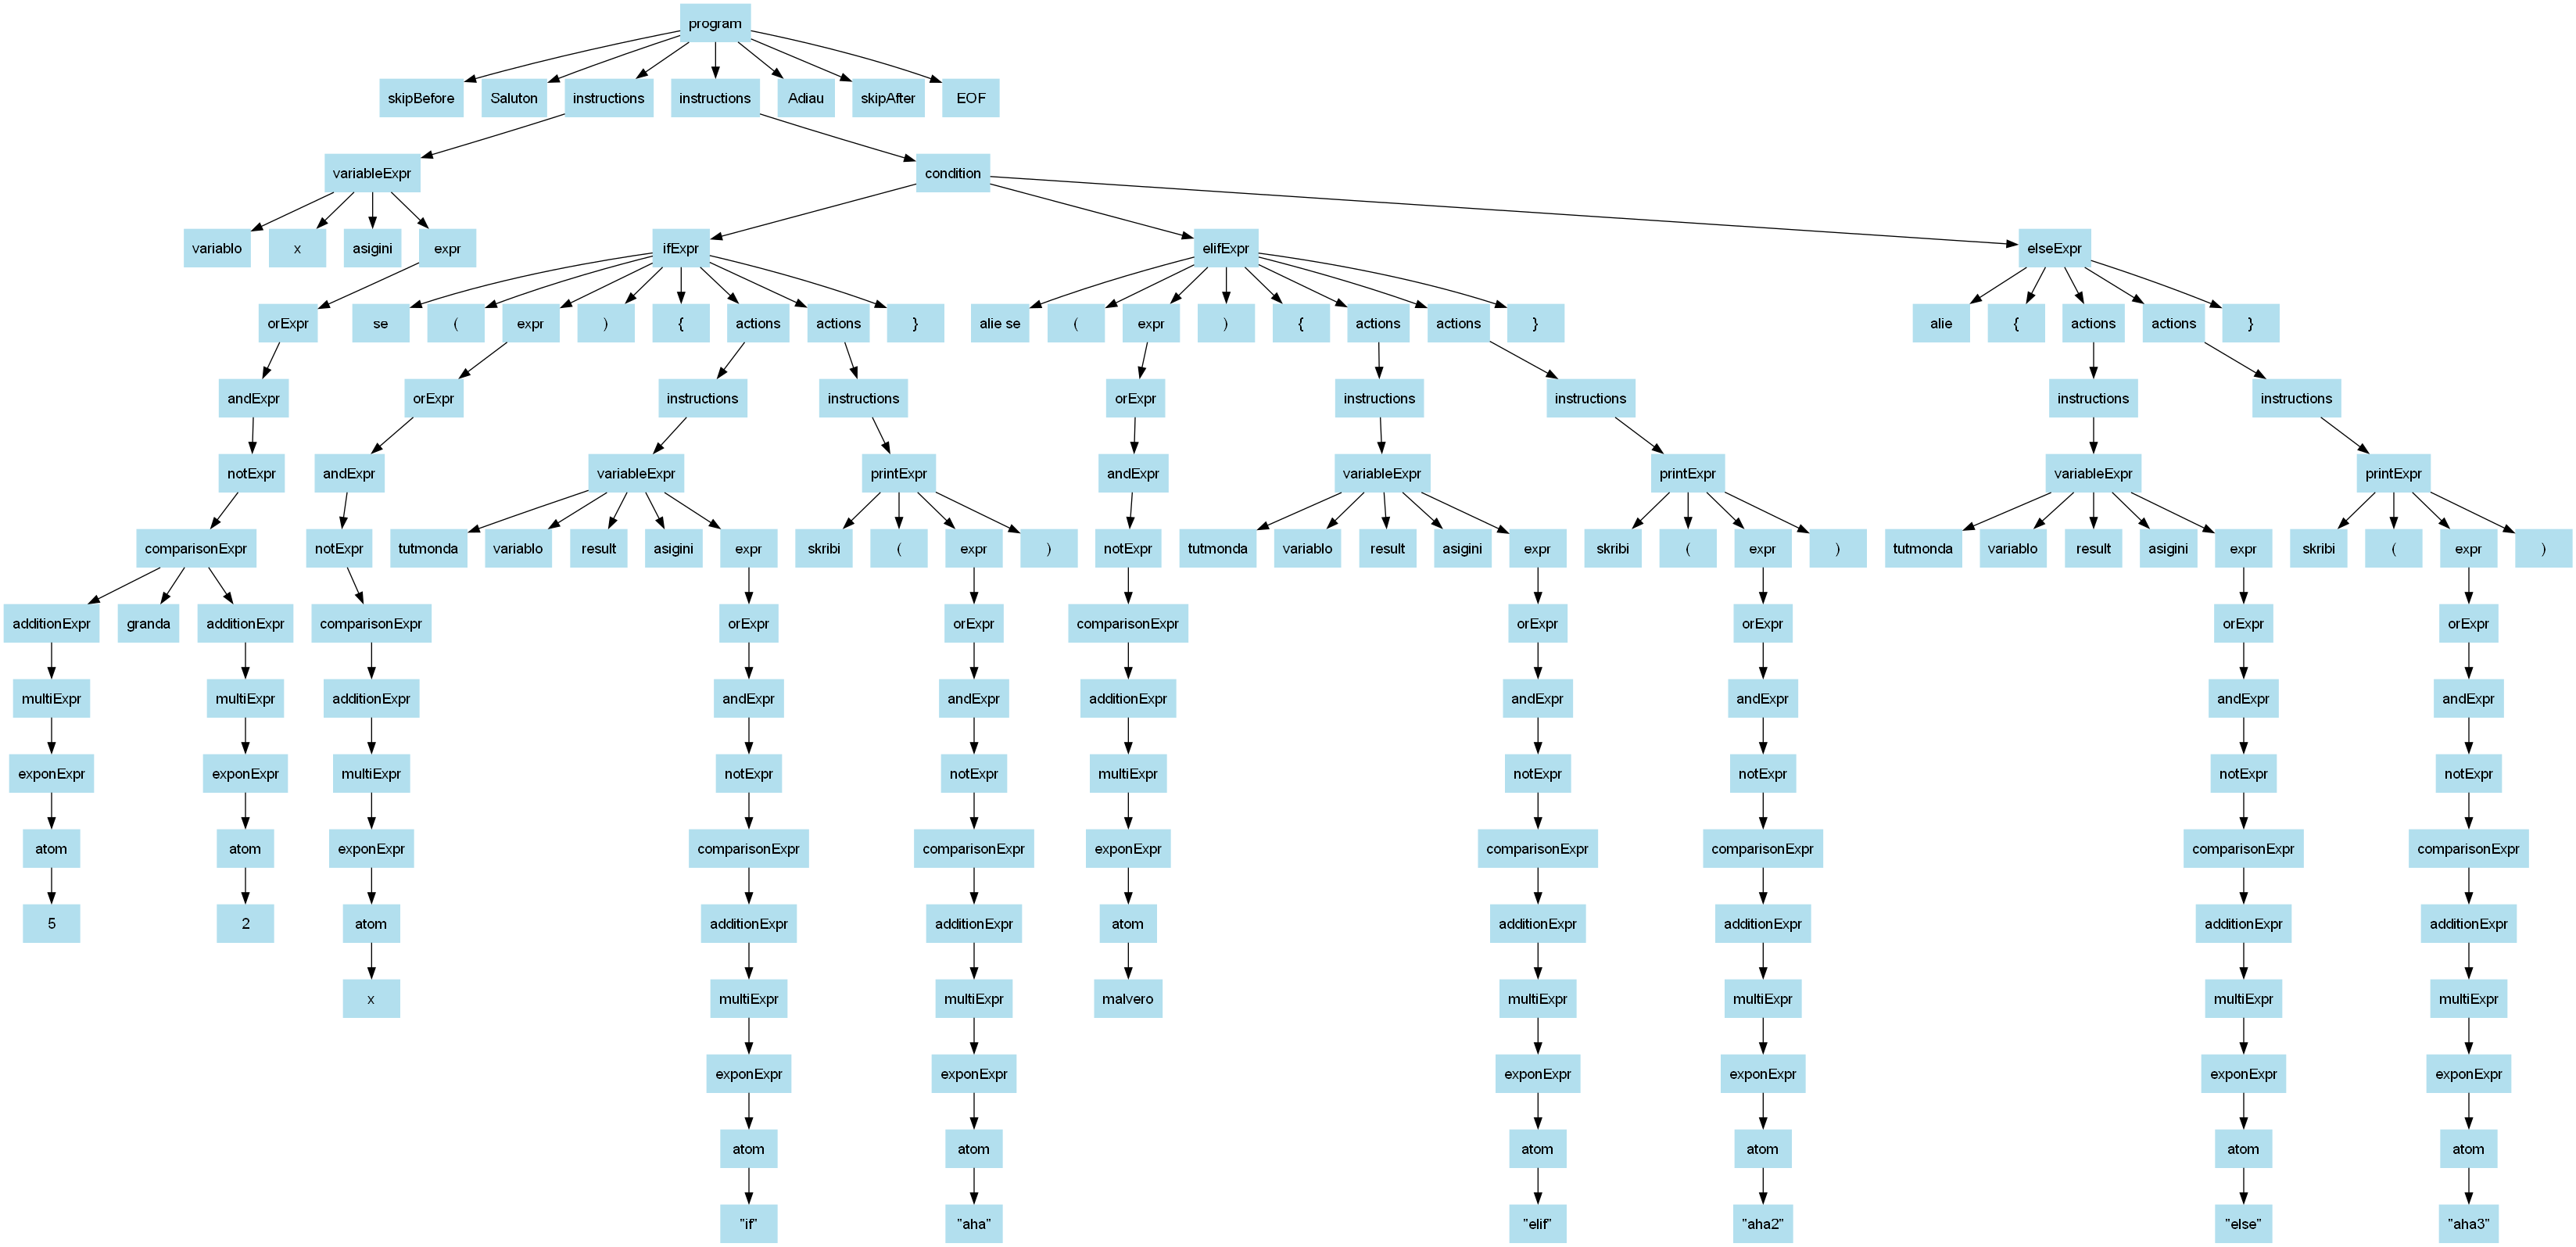 program
skipBefore Saluton instructions instructions Adiau skipAfter EOF
variableExpr condition
variablo x asigini expr ifExpr elifExpr elseExpr
orExpr se ( expr ) { actions actions } alie se ( expr ) { actions actions } alie { actions actions }
andExpr orExpr instructions instructions orExpr instructions instructions instructions instructions
notExpr andExpr variableExpr printExpr andExpr variableExpr printExpr variableExpr printExpr
comparisonExpr notExpr tutmonda variablo result asigini expr skribi ( expr ) notExpr tutmonda variablo result asigini expr skribi ( expr ) tutmonda variablo result asigini expr skribi ( expr )
additionExpr granda additionExpr comparisonExpr orExpr orExpr comparisonExpr orExpr orExpr orExpr orExpr
multiExpr multiExpr additionExpr andExpr andExpr additionExpr andExpr andExpr andExpr andExpr
exponExpr exponExpr multiExpr notExpr notExpr multiExpr notExpr notExpr notExpr notExpr
atom atom exponExpr comparisonExpr comparisonExpr exponExpr comparisonExpr comparisonExpr comparisonExpr comparisonExpr
5 2 atom additionExpr additionExpr atom additionExpr additionExpr additionExpr additionExpr
x multiExpr multiExpr malvero multiExpr multiExpr multiExpr multiExpr
exponExpr exponExpr exponExpr exponExpr exponExpr exponExpr
atom atom atom atom atom atom
"if" "aha" "elif" "aha2" "else" "aha3"